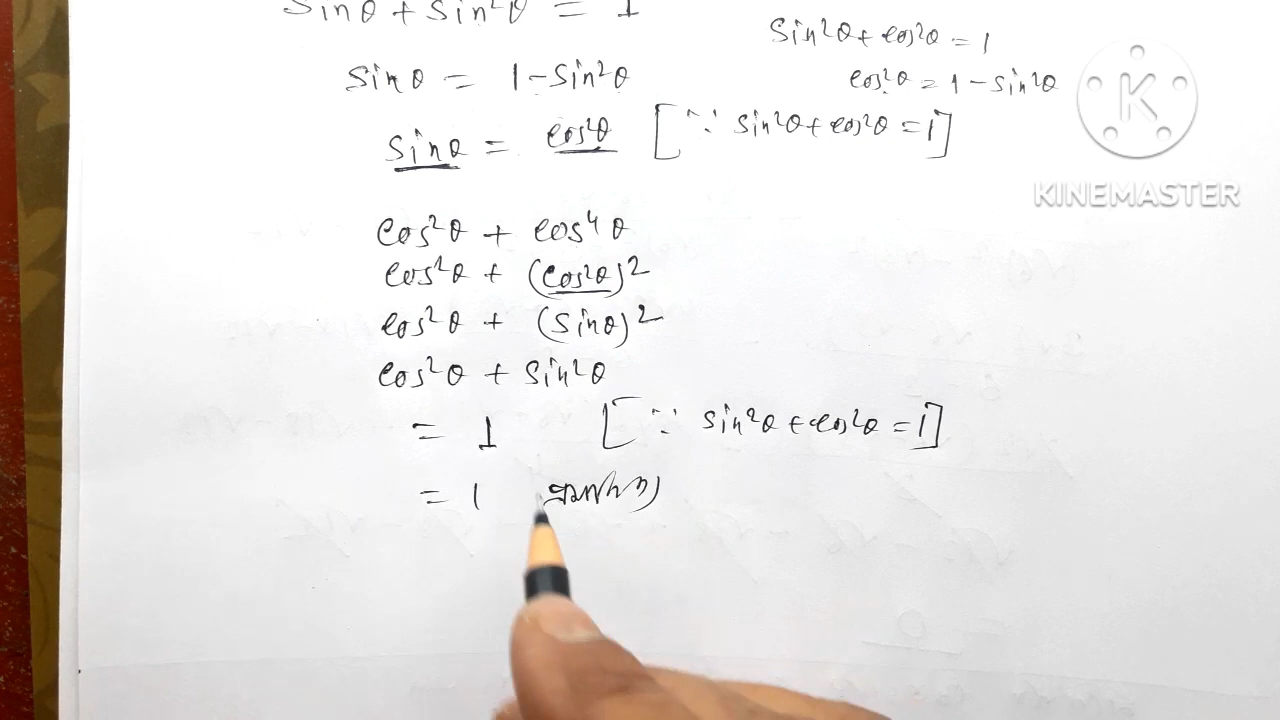 Sinθ + Sin²θ = 1
Sin²θ + cos²θ = 1
Sinθ = 1 - Sin²θ
cos²θ = 1 - Sin²θ
Sinθ = cos²θ [∵ Sin²θ + cos²θ = 1]
KINEMASTER
cos²θ + cos⁴θ
cos²θ + (cos²θ)²
cos²θ + (Sinθ)²
cos²θ + Sin²θ
= 1 [∵ Sin²θ + cos²θ = 1]
= 1